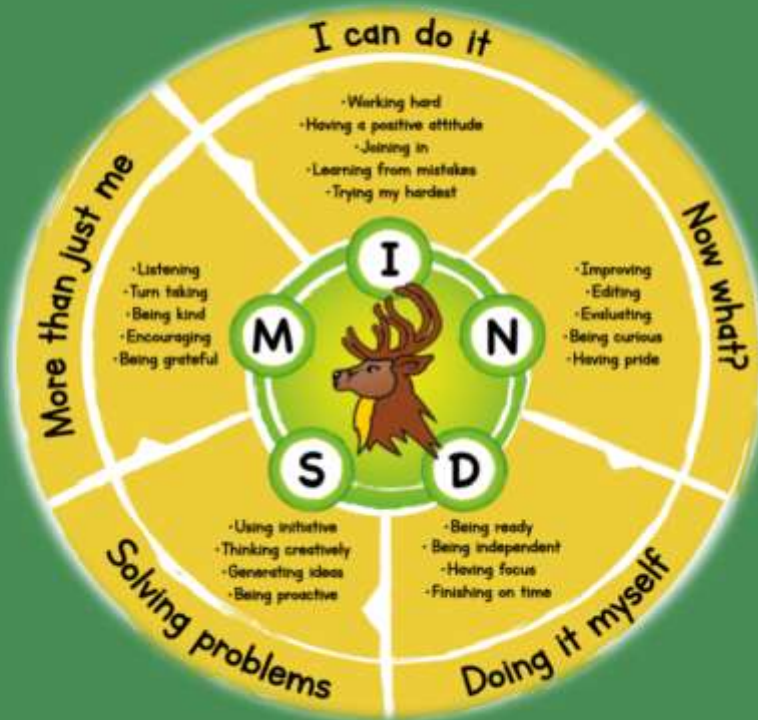 I can do it
•Working hard
•Having a positive attitude
•Joining in
•Learning from mistakes
•Trying my hardest
I
Now what?
•Improving
•Editing
•Evaluating
•Being curious
•Having pride
N
Doing it myself
•Being ready
•Being independent
•Having focus
•Finishing on time
D
Solving problems
•Using initiative
•Thinking creatively
•Generating ideas
•Being proactive
S
More than just me
•Listening
•Turn taking
•Being kind
•Encouraging
•Being grateful
M